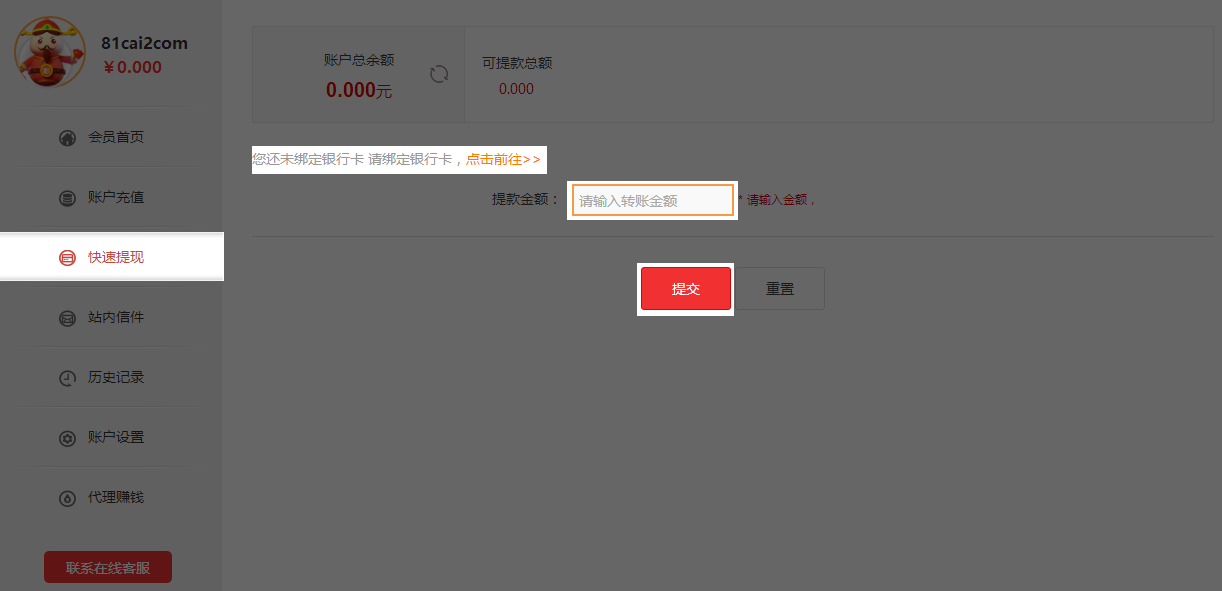 81cai2com
¥0.000
会员首页
账户充值
快速提现
站内信件
历史记录
账户设置
代理赚钱
联系在线客服
账户总余额
0.000元
可提款总额
0.000
您还未绑定银行卡 请绑定银行卡，点击前往>>
提款金额： 请输入转账金额 * 请输入金额，
提交 重置